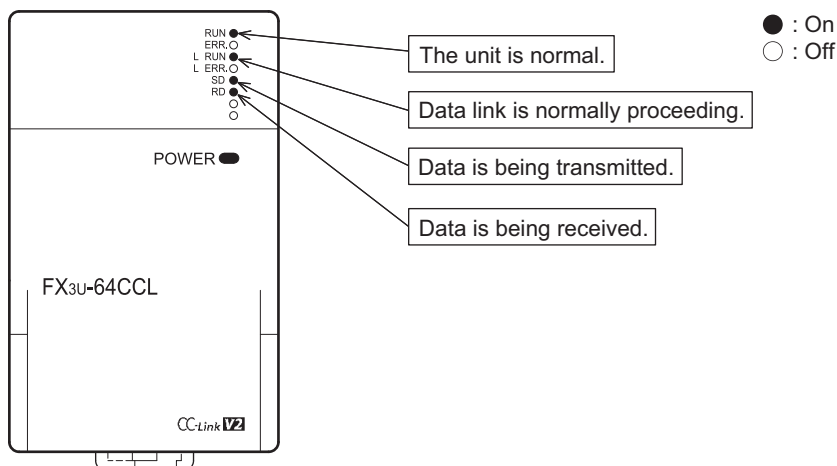 RUN
ERR.
L RUN
L ERR.
SD
RD
POWER
FX3U-64CCL
CC-Link V2
The unit is normal.
Data link is normally proceeding.
Data is being transmitted.
Data is being received.
: On
: Off